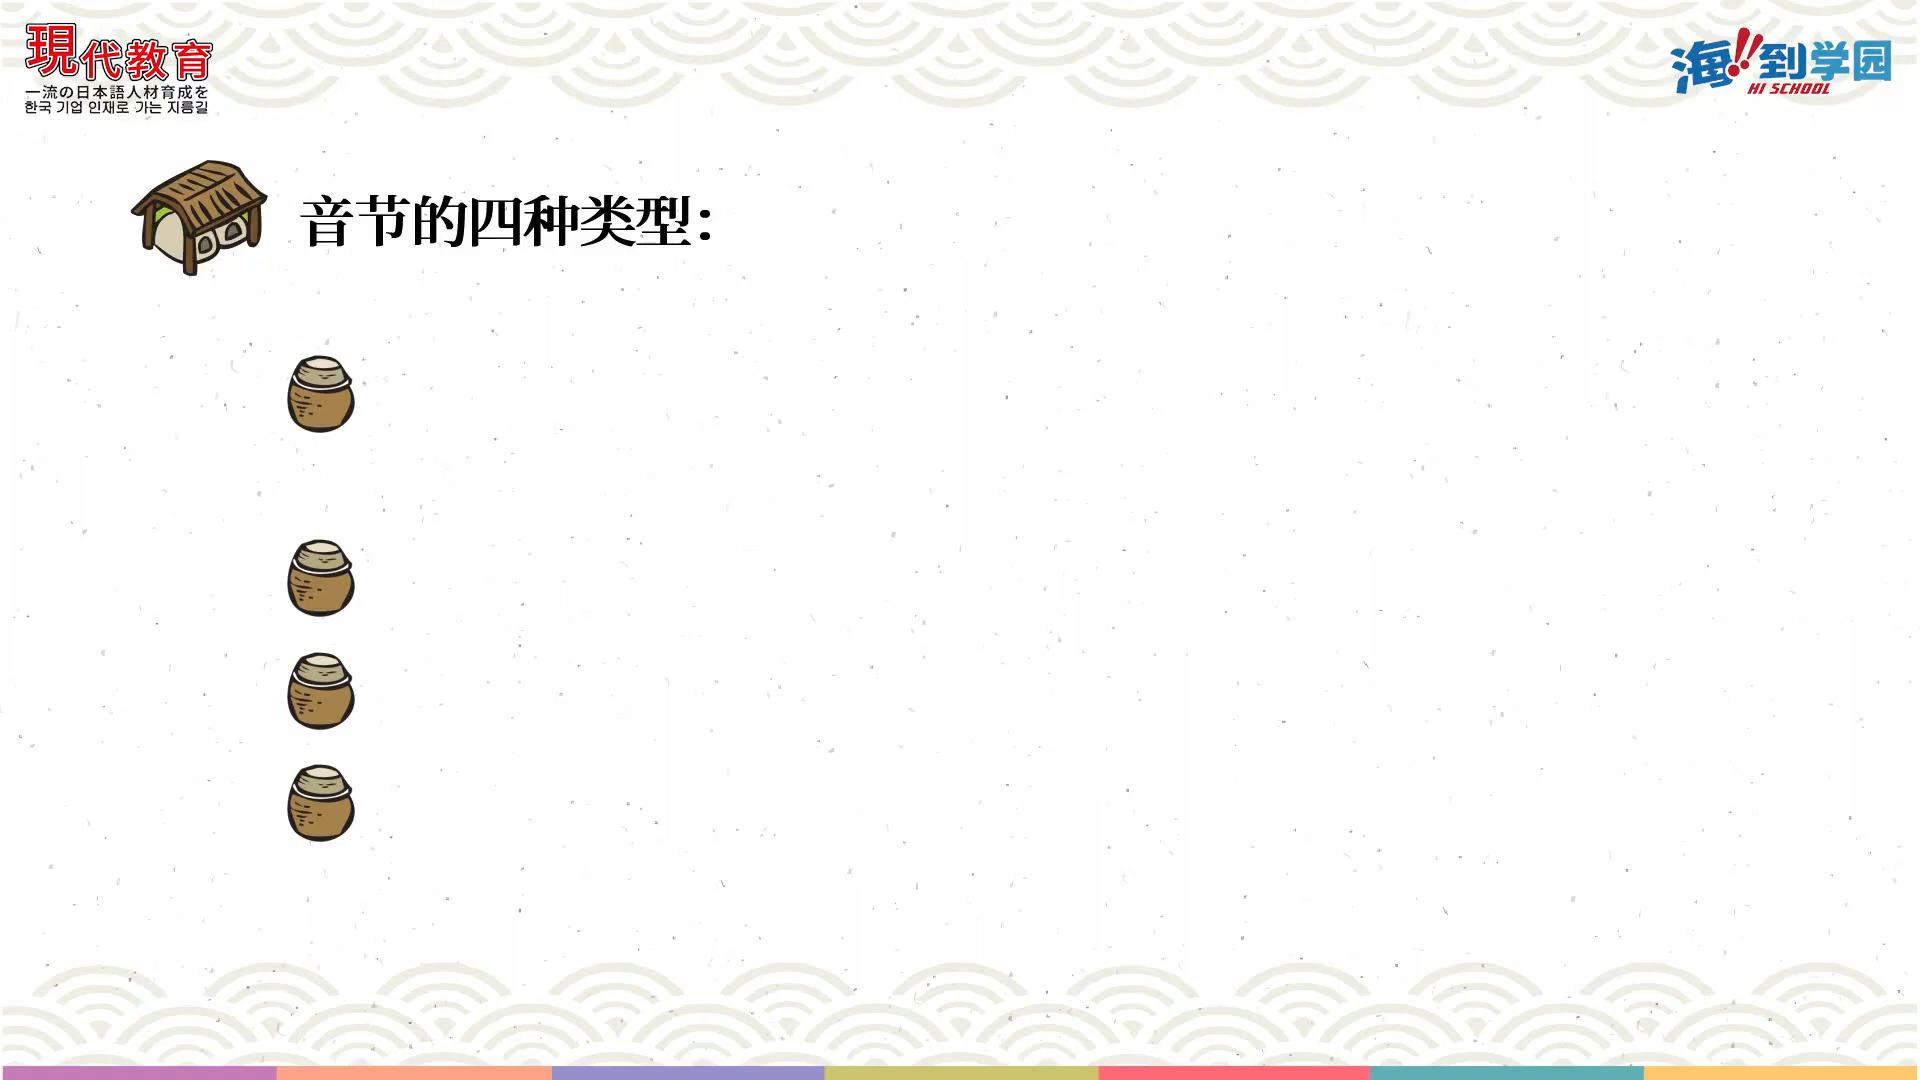 現代教育
一流の日本語人材育成を
한국 기업 인재로 가는 지름길
海!!到学园
HI SCHOOL
音节的四种类型：